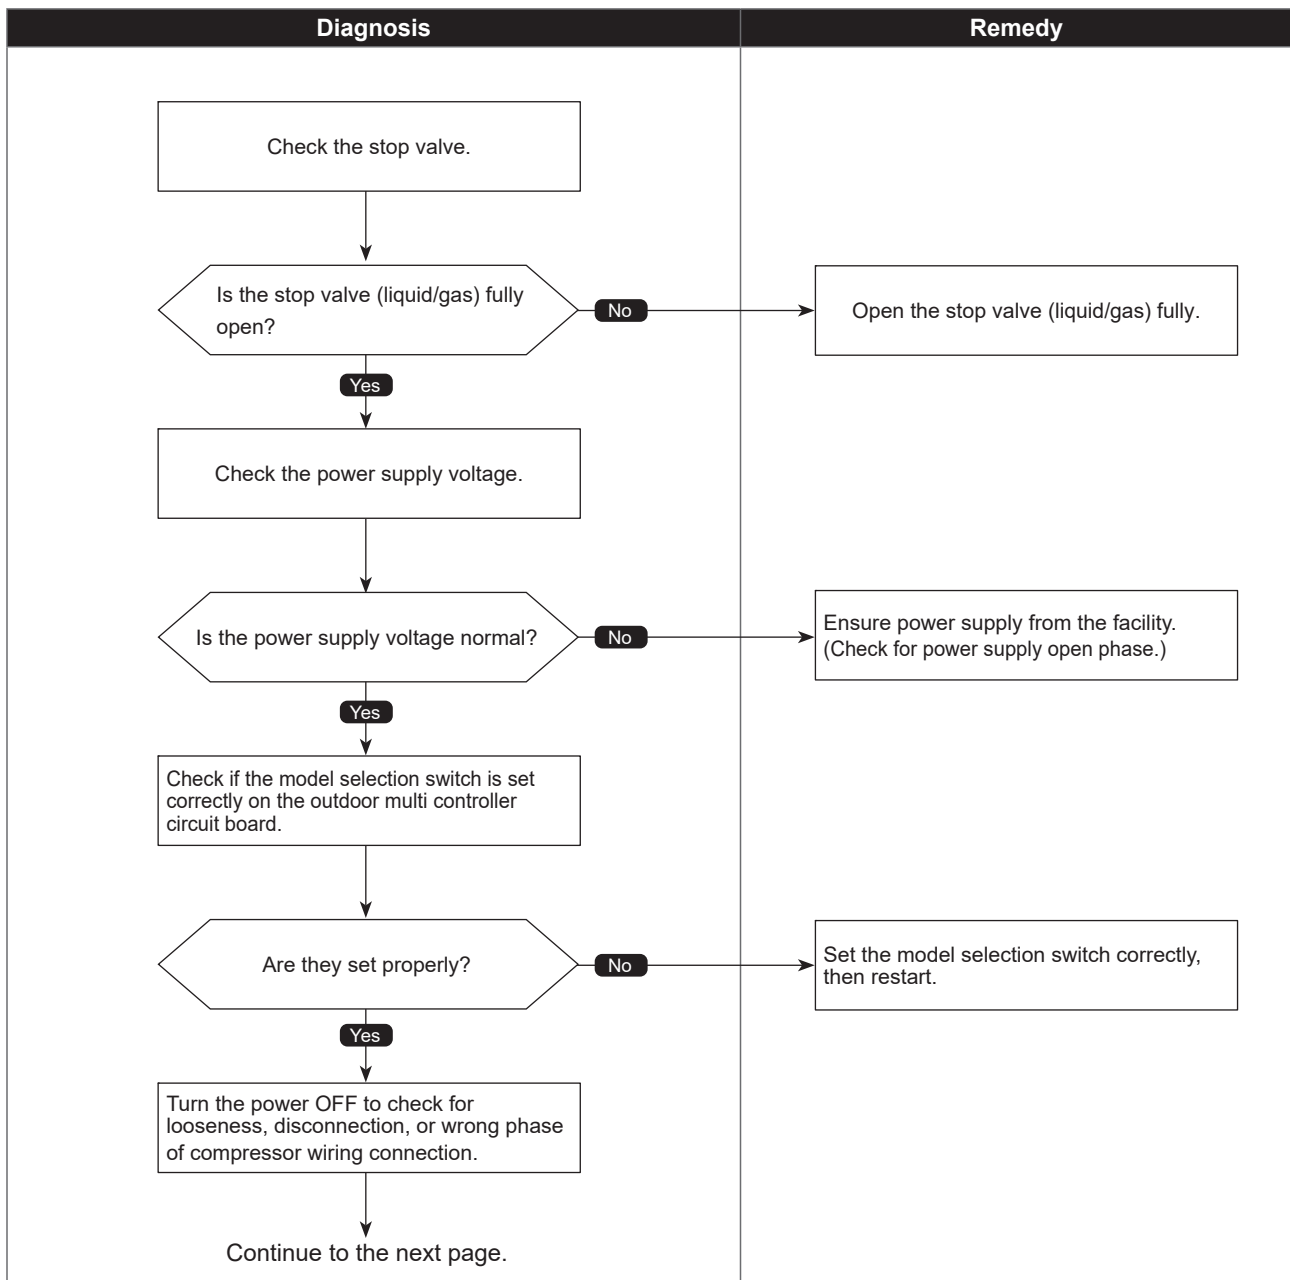 Diagnosis
Remedy
Check the stop valve.
Is the stop valve (liquid/gas) fully
open?
No
Open the stop valve (liquid/gas) fully.
Yes
Check the power supply voltage.
Is the power supply voltage normal?
No
Ensure power supply from the facility.
(Check for power supply open phase.)
Yes
Check if the model selection switch is set
correctly on the outdoor multi controller
circuit board.
Are they set properly?
No
Set the model selection switch correctly,
then restart.
Yes
Turn the power OFF to check for
looseness, disconnection, or wrong phase
of compressor wiring connection.
Continue to the next page.